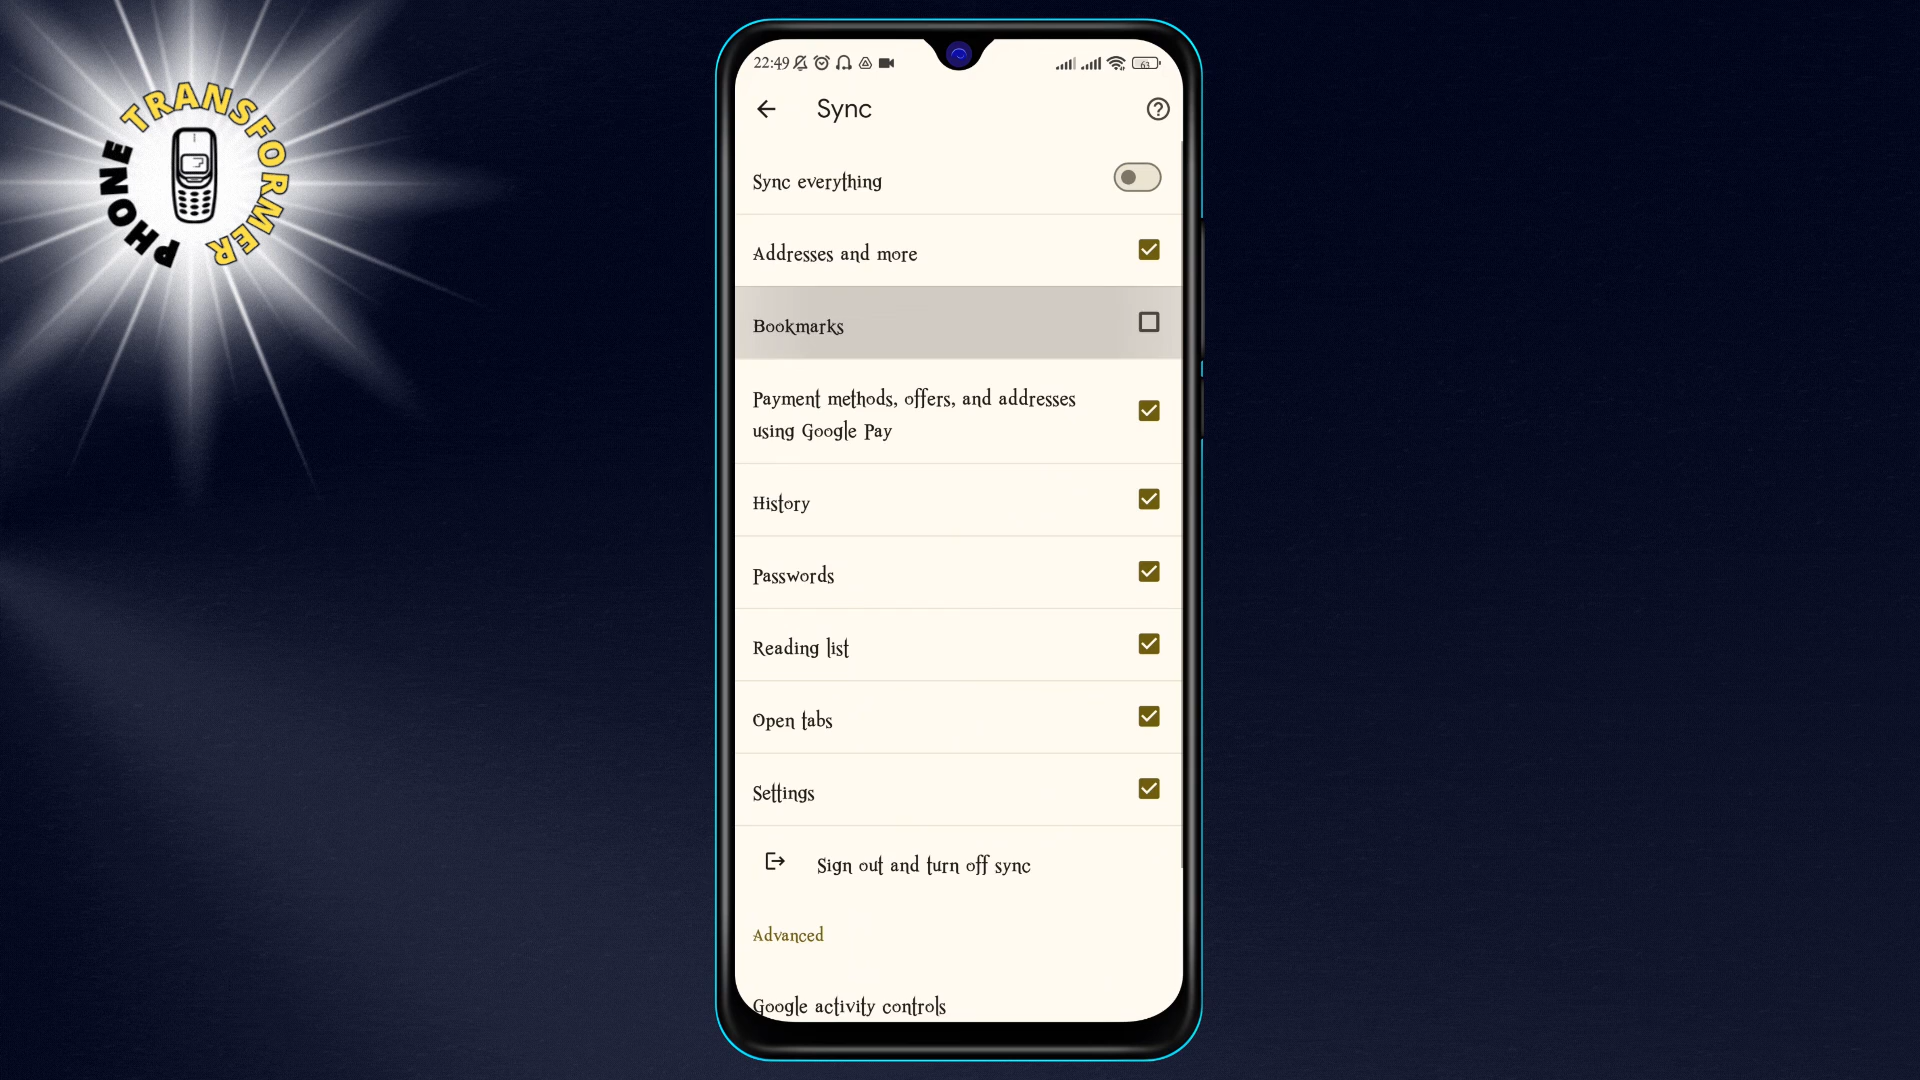 PHONE TRANSFORMER
22:49
63
Sync
Sync everything
Addresses and more
Bookmarks
Payment methods, offers, and addresses
using Google Pay
History
Passwords
Reading list
Open tabs
Settings
Sign out and turn off sync
Advanced
Google activity controls